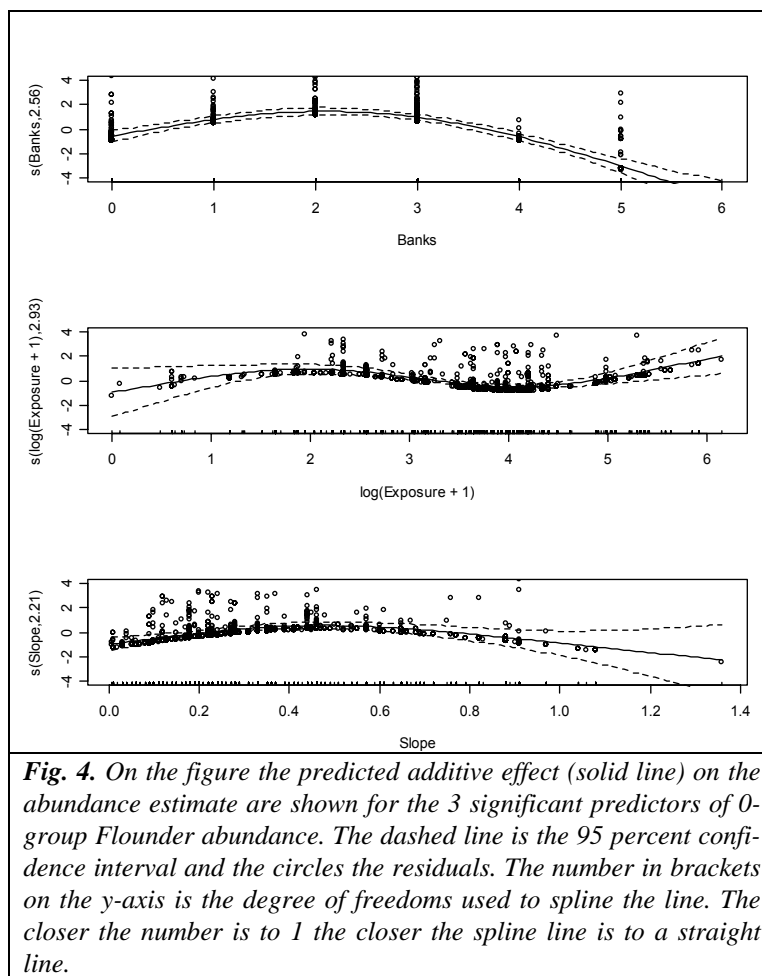 4
2
0
-2
-4
s(Banks,2.56)
0 1 2 3 4 5 6
Banks
4
2
0
-2
-4
s(log(Exposure + 1),2.93)
0 1 2 3 4 5 6
log(Exposure + 1)
4
2
0
-2
-4
s(Slope,2.21)
0.0 0.2 0.4 0.6 0.8 1.0 1.2 1.4
Slope
Fig. 4. On the figure the predicted additive effect (solid line) on the
abundance estimate are shown for the 3 significant predictors of 0-
group Flounder abundance. The dashed line is the 95 percent confi-
dence interval and the circles the residuals. The number in brackets
on the y-axis is the degree of freedoms used to spline the line. The
closer the number is to 1 the closer the spline line is to a straight
line.